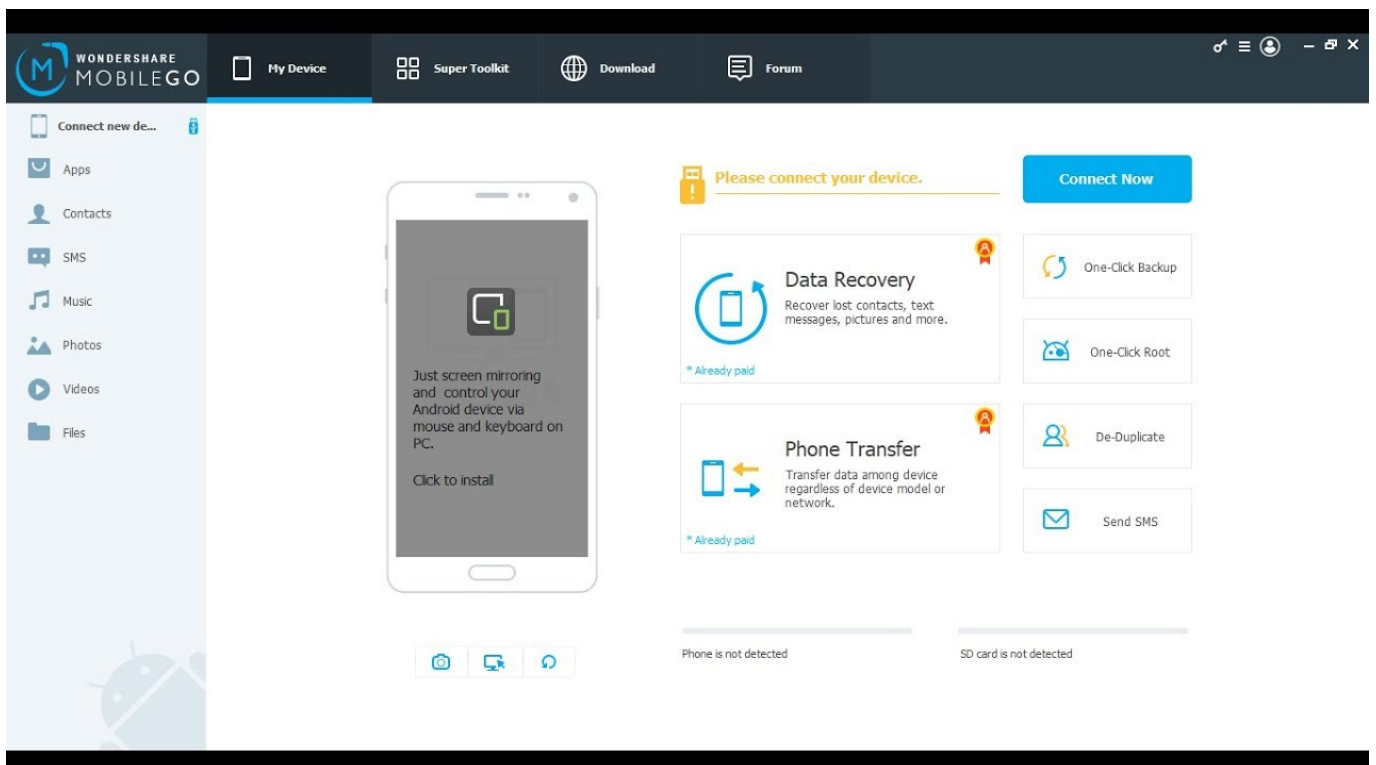 WONDERSHARE
MOBILEGO
My Device
Super Toolkit
Download
Forum
Connect new de...
Apps
Contacts
SMS
Music
Photos
Videos
Files
Just screen mirroring
and control your
Android device via
mouse and keyboard on
PC.
Click to install
Please connect your device.
Connect Now
Data Recovery
Recover lost contacts, text
messages, pictures and more.
* Already paid
Phone Transfer
Transfer data among device
regardless of device model or
network.
* Already paid
One-Click Backup
One-Click Root
De-Duplicate
Send SMS
Phone is not detected
SD card is not detected